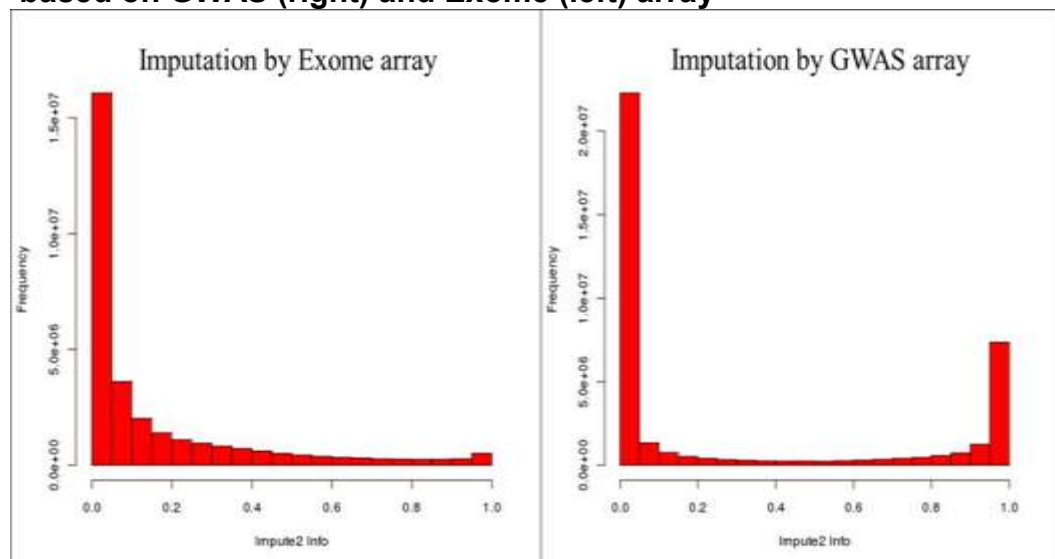 based on GWAS (right) and Exome (left) array
Imputation by Exome array
Frequency
0.0e+00 5.0e+06 1.0e+07 1.5e+07
0.0 0.2 0.4 0.6 0.8 1.0
Impute2 Info
Imputation by GWAS array
Frequency
0.0e+00 5.0e+06 1.0e+07 1.5e+07 2.0e+07
0.0 0.2 0.4 0.6 0.8 1.0
Impute2 Info